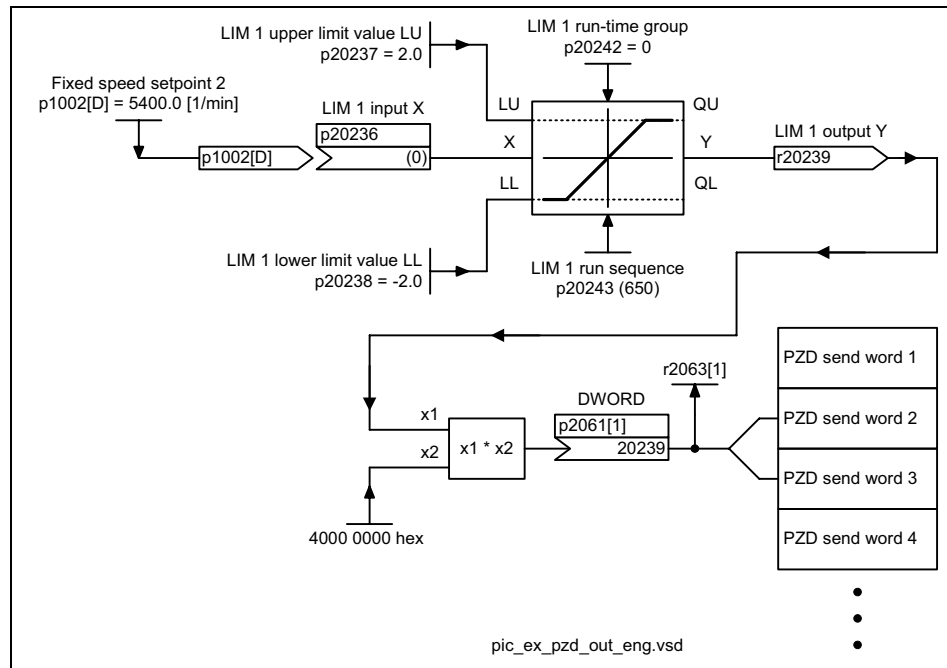 LIM 1 upper limit value LU
p20237 = 2.0
LIM 1 run-time group
p20242 = 0
Fixed speed setpoint 2
p1002[D] = 5400.0 [1/min]
LIM 1 input X
p20236
(0)
p1002[D]
LU
X
LL
QU
Y
QL
LIM 1 output Y
r20239
LIM 1 lower limit value LL
p20238 = -2.0
LIM 1 run sequence
p20243 (650)
r2063[1]
DWORD
p2061[1]
20239
x1
x2
x1 * x2
4000 0000 hex
PZD send word 1
PZD send word 2
PZD send word 3
PZD send word 4
pic_ex_pzd_out_eng.vsd